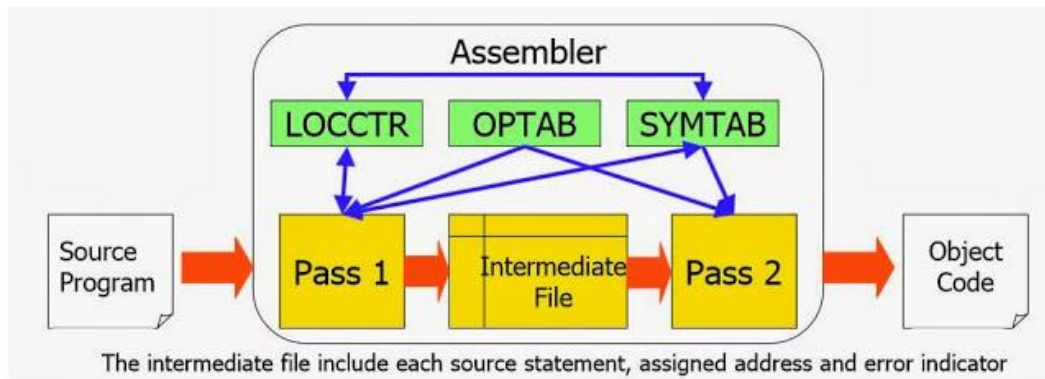 Assembler
LOCCTR
OPTAB
SYMTAB
Source
Program
Pass 1
Intermediate
File
Pass 2
Object
Code
The intermediate file include each source statement, assigned address and error indicator